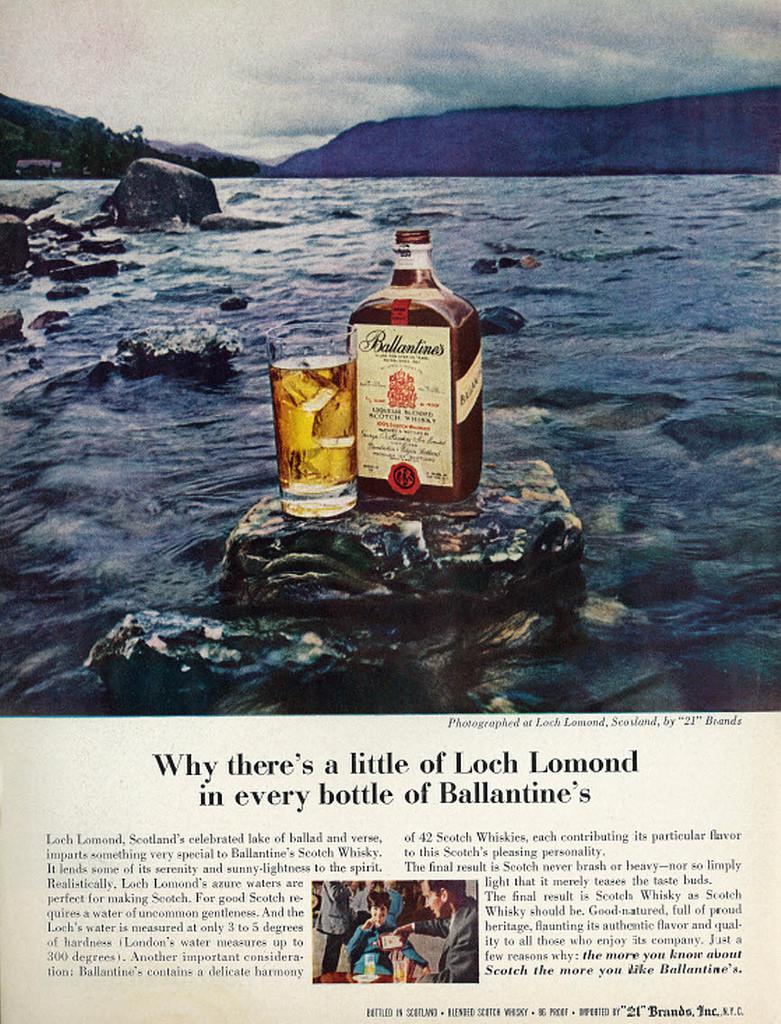 Ballantine's
LIQUEUR BLENDED
SCOTCH WHISKY
Photographed at Loch Lomond, Scotland, by "21" Brands
Why there's a little of Loch Lomond
in every bottle of Ballantine's
Loch Lomond, Scotland's celebrated lake of ballad and verse,
imparts something very special to Ballantine's Scotch Whisky.
It lends some of its serenity and sunny-lightness to the spirit.
Realistically, Loch Lomond's azure waters are
perfect for making Scotch. For good Scotch re-
quires a water of uncommon gentleness. And the
Loch's water is measured at only 3 to 5 degrees
of hardness (London's water measures up to
300 degrees). Another important considera-
tion: Ballantine's contains a delicate harmony
of 42 Scotch Whiskies, each contributing its particular flavor
to this Scotch's pleasing personality.
The final result is Scotch never brash or heavy—nor so limply
light that it merely teases the taste buds.
The final result is Scotch Whisky as Scotch
Whisky should be. Good-natured, full of proud
heritage, flaunting its authentic flavor and qual-
ity to all those who enjoy its company. Just a
few reasons why: the more you know about
Scotch the more you like Ballantine's.
BOTTLED IN SCOTLAND • BLENDED SCOTCH WHISKY • 86 PROOF • IMPORTED BY "21" Brands, Inc., N.Y.C.